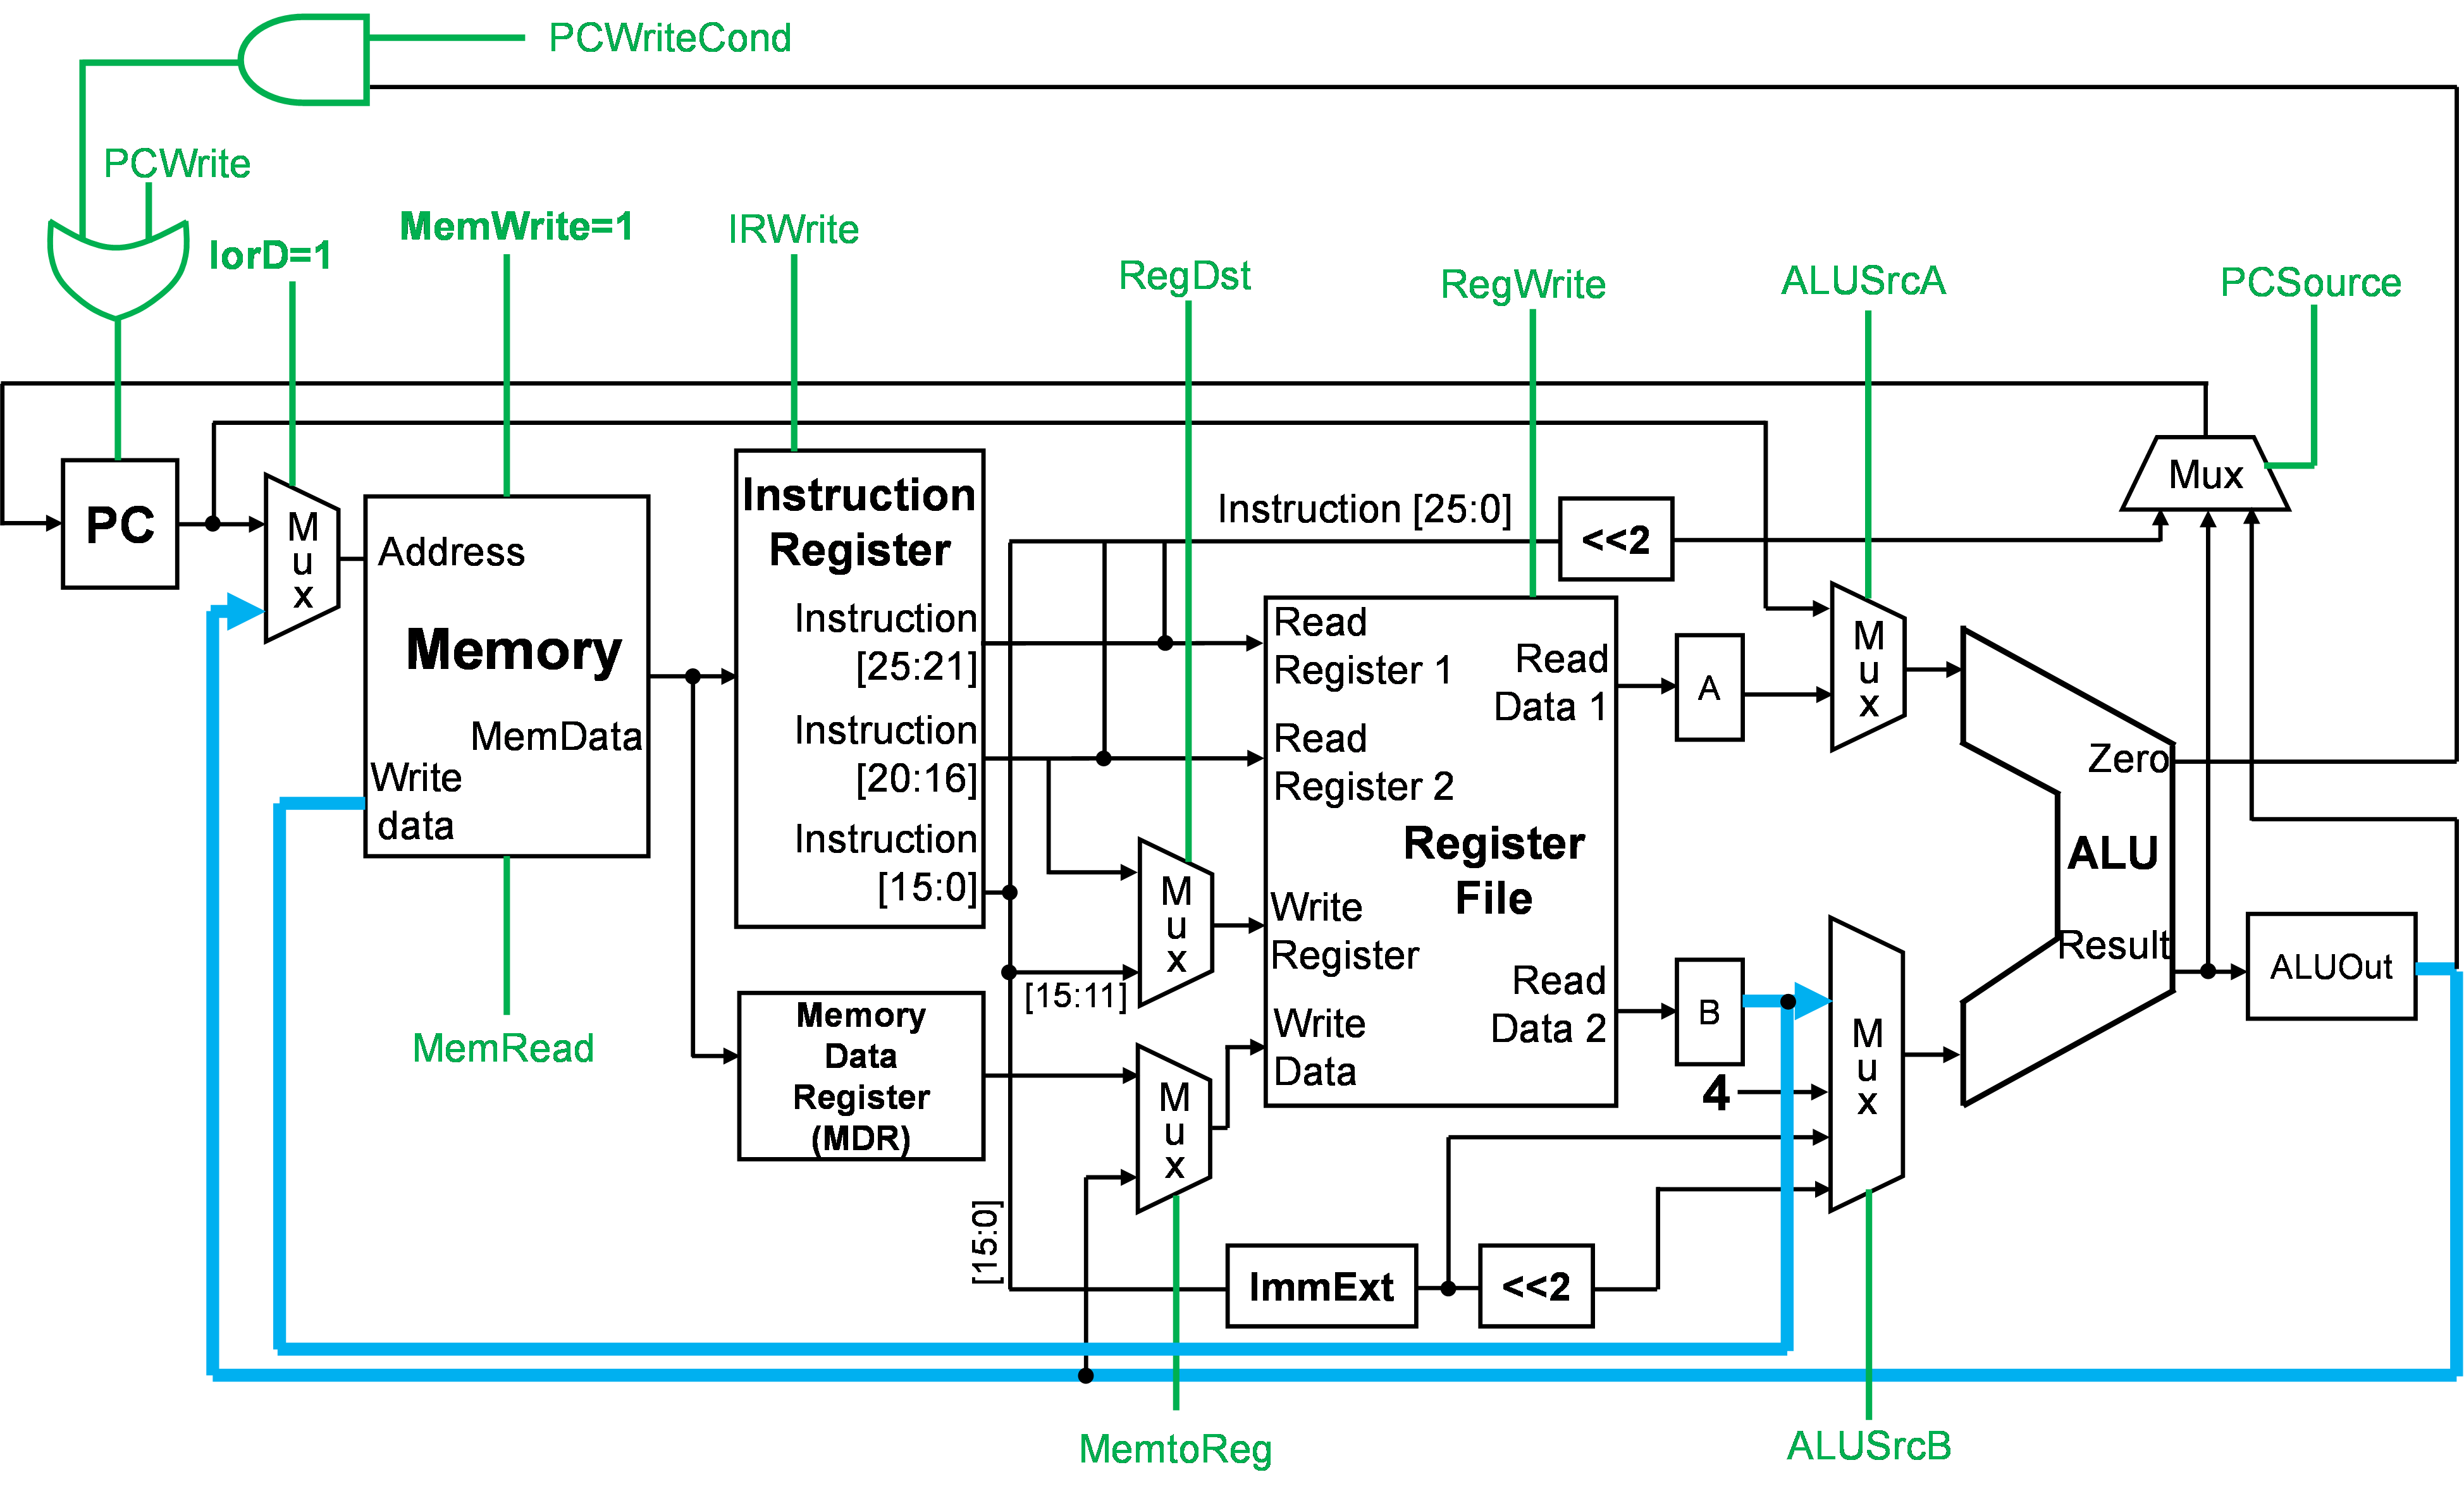 PCWriteCond
PCWrite
IorD=1
MemWrite=1
IRWrite
RegDst
RegWrite
ALUSrcA
PCSource
PC
M
u
x
Address
Memory
MemData
Write
data
MemRead
Instruction
Register
Instruction
[25:21]
Instruction
[20:16]
Instruction
[15:0]
Memory
Data
Register
(MDR)
Instruction [25:0]
<<2
Mux
M
u
x
[15:11]
M
u
x
MemtoReg
[15:0]
Read
Register 1
Read
Register 2
Register
File
Write
Register
Write
Data
Read
Data 1
Read
Data 2
A
B
4
M
u
x
M
u
x
ALUSrcB
Zero
ALU
Result
ALUOut
ImmExt
<<2